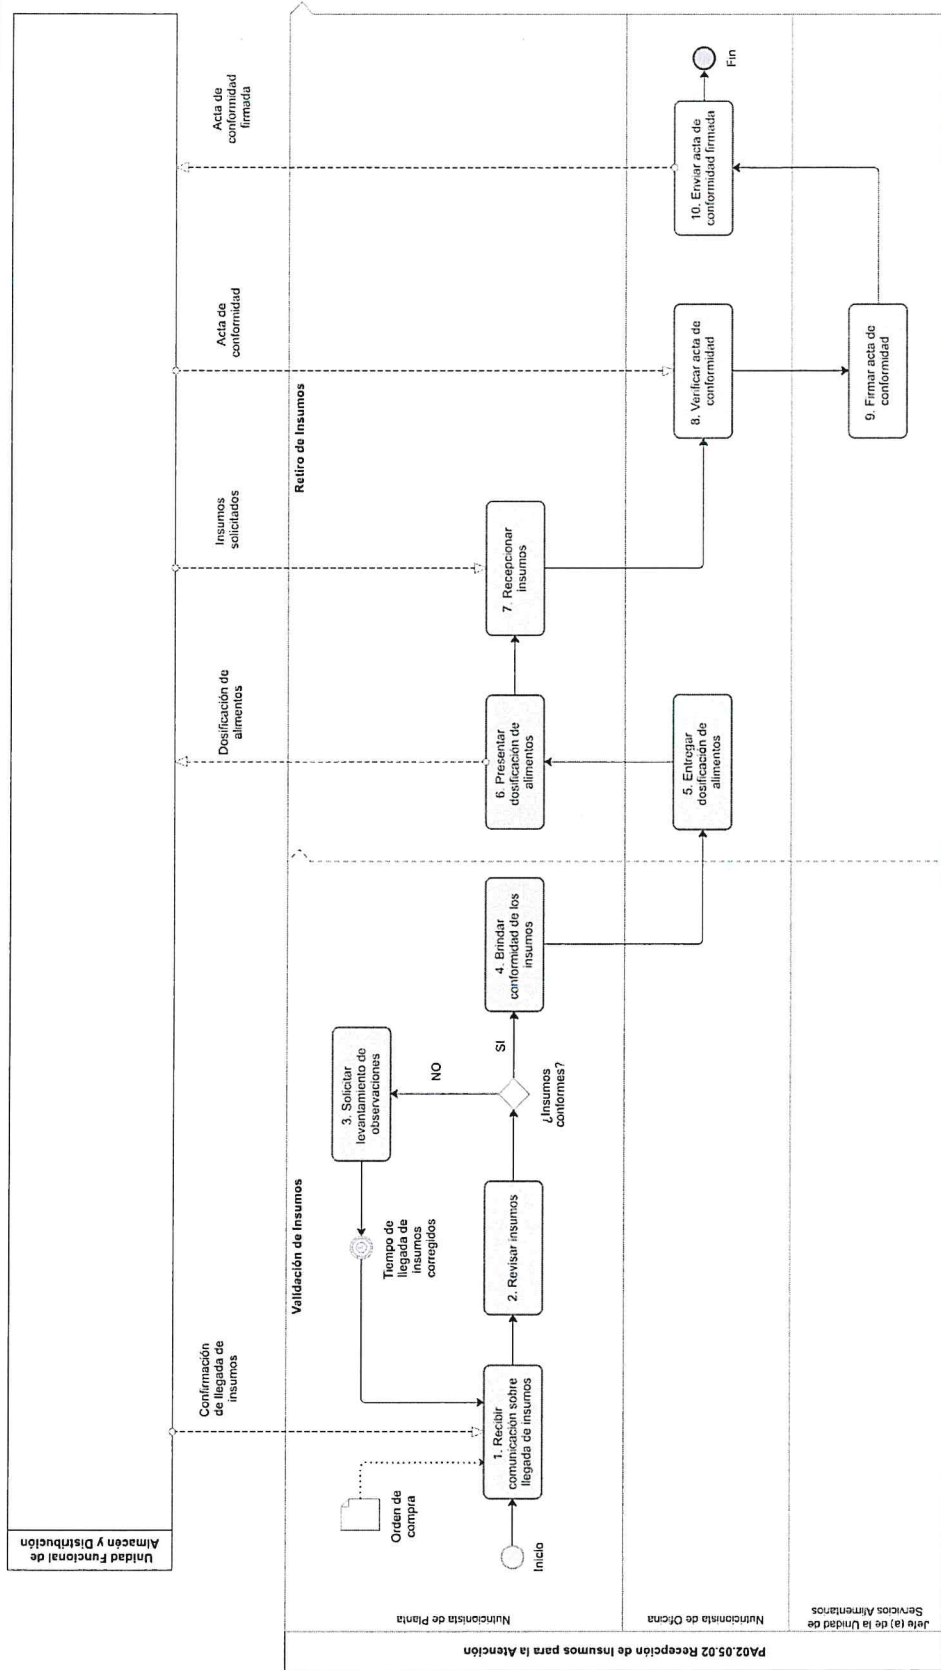 Unidad Funcional de
Almacén y Distribución
PA02.05.02 Recepción de Insumos para la Atención
Nutricionista de Planta
Nutricionista de Oficina
Jefe (a) de la Unidad de
Servicios Alimentarios
Validación de Insumos
Retiro de Insumos
Inicio
Orden de
compra
Confirmación
de llegada de
insumos
1. Recibir
comunicación sobre
llegada de insumos
2. Revisar insumos
¿Insumos
conformes?
NO
SI
3. Solicitar
levantamiento de
observaciones
Tiempo de
llegada de
insumos
corregidos
4. Brindar
conformidad de los
insumos
5. Entregar
dosificación de
alimentos
6. Presentar
dosificación de
alimentos
Dosificación de
alimentos
Insumos
solicitados
7. Recepcionar
insumos
Acta de
conformidad
8. Verificar acta de
conformidad
9. Firmar acta de
conformidad
10. Enviar acta de
conformidad firmada
Acta de
conformidad
firmada
Fin